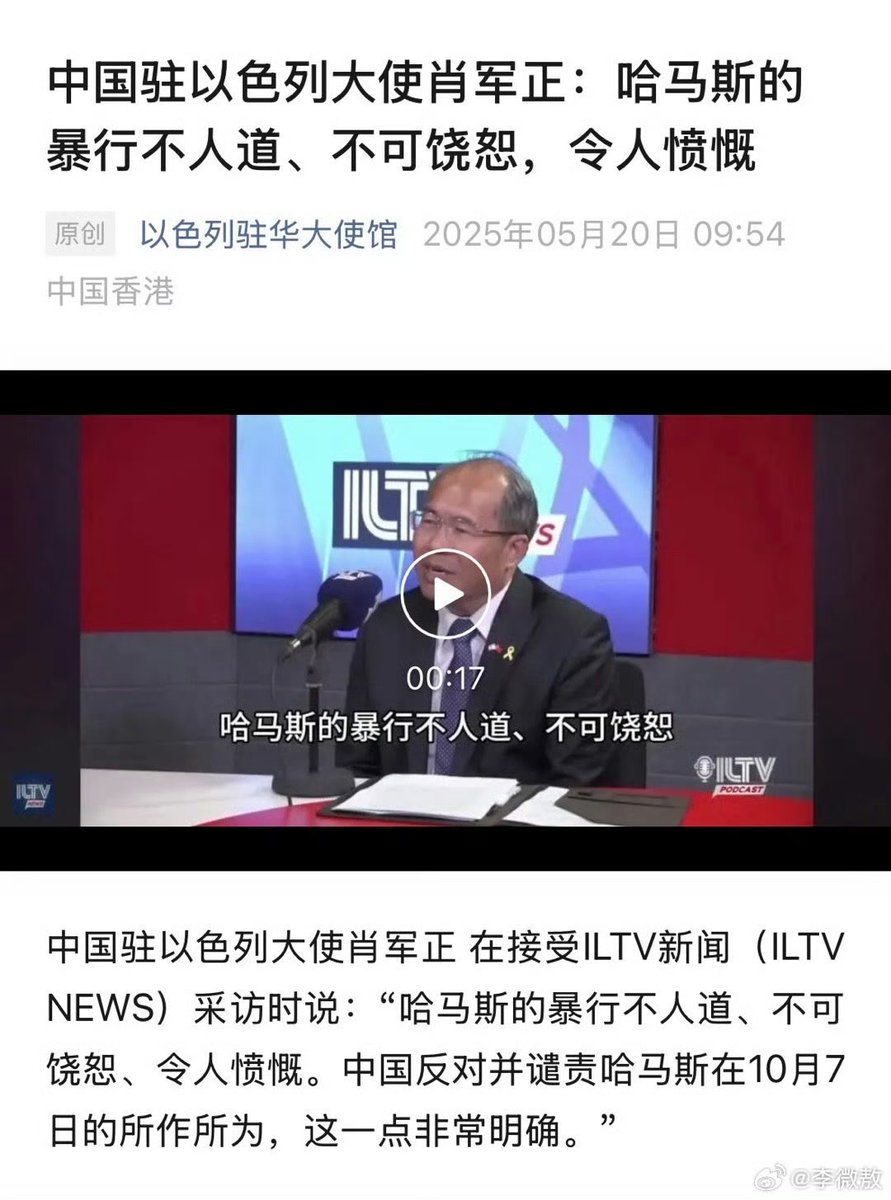 中国驻以色列大使肖军正：哈马斯的
暴行不人道、不可饶恕，令人愤慨
原创 以色列驻华大使馆 2025年05月20日 09:54
中国香港
ILT
S
00:17
哈马斯的暴行不人道、不可饶恕
ILTV
PODCAST
ILTV
NEWS
中国驻以色列大使肖军正 在接受ILTV新闻（ILTV
NEWS）采访时说：“哈马斯的暴行不人道、不可
饶恕、令人愤慨。中国反对并谴责哈马斯在10月7
日的所作所为，这一点非常明确。”
@李微敖